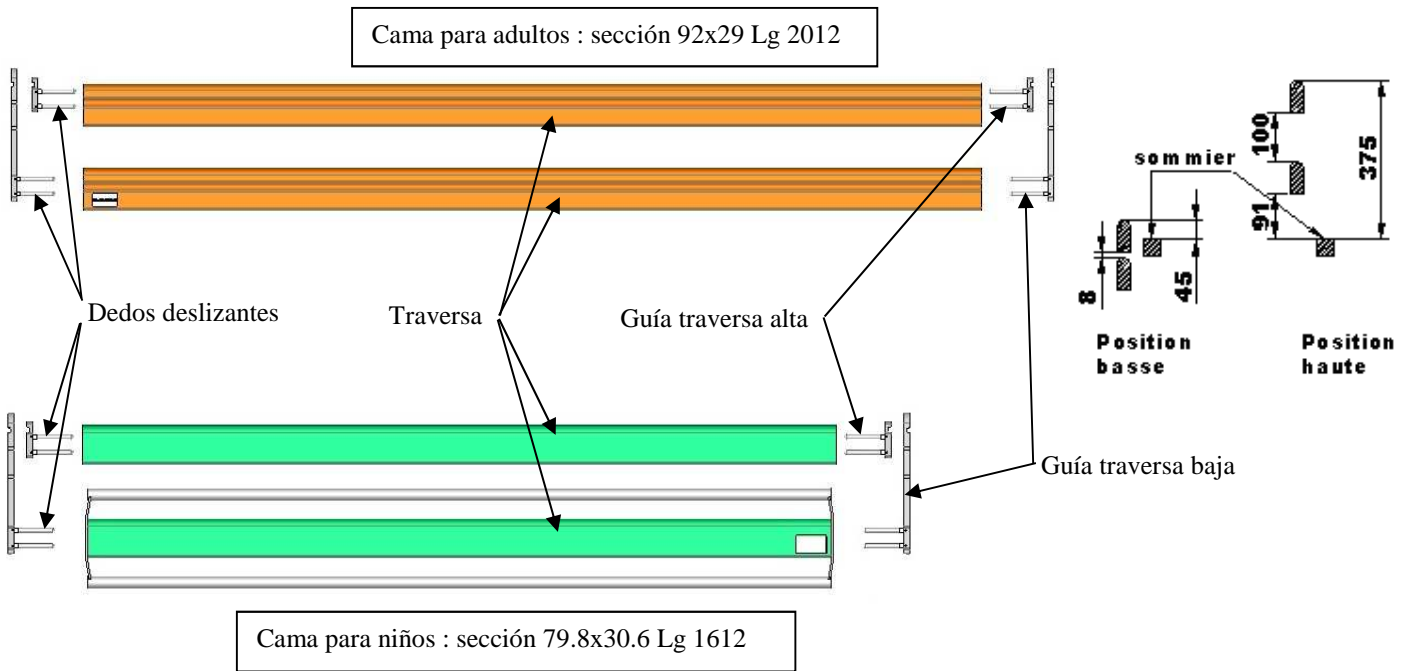 Cama para adultos : sección 92x29 Lg 2012
sommier
100
375
91
8
45
Dedos deslizantes
Traversa
Guía traversa alta
Position
basse
Position
haute
Guía traversa baja
Cama para niños : sección 79.8x30.6 Lg 1612